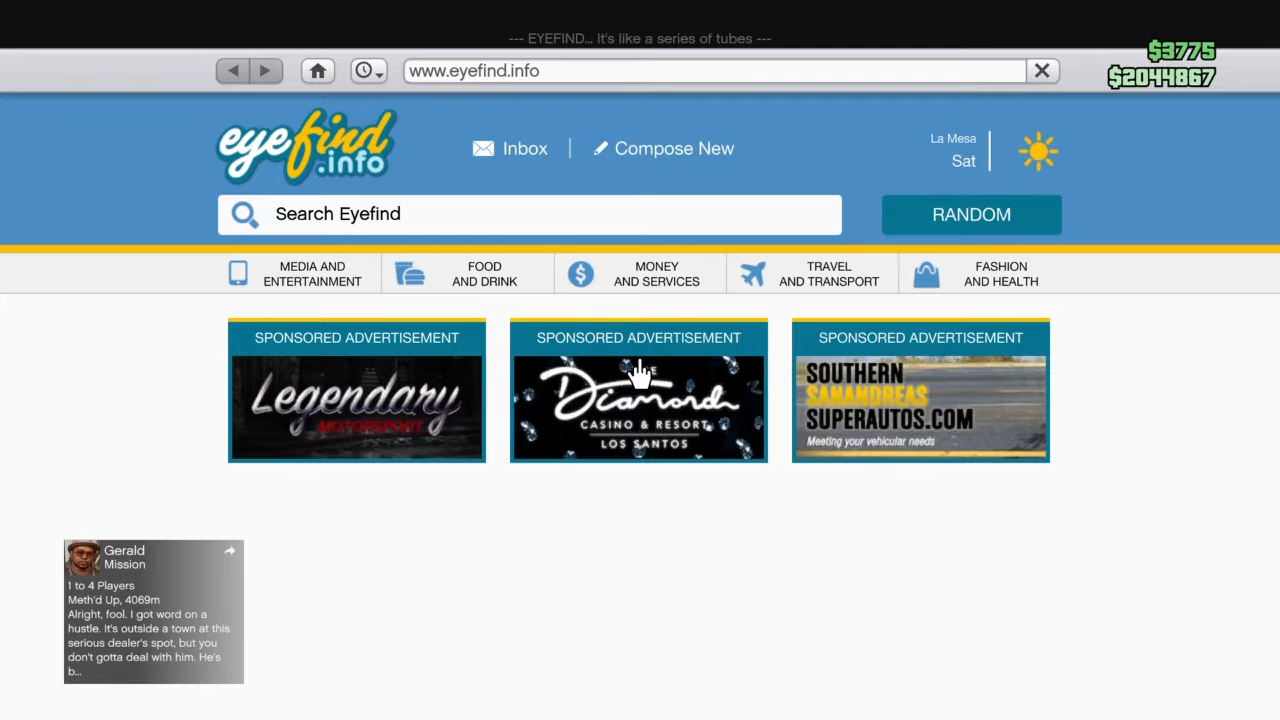 --- EYEFIND... It's like a series of tubes ---
$3775
www.eyefind.info
$2044867
eyefind
.info
Inbox
Compose New
La Mesa
Sat
Search Eyefind
RANDOM
MEDIA AND
ENTERTAINMENT
FOOD
AND DRINK
MONEY
AND SERVICES
TRAVEL
AND TRANSPORT
FASHION
AND HEALTH
SPONSORED ADVERTISEMENT
Legendary
MOTORSPORT
SPONSORED ADVERTISEMENT
Diamond
CASINO & RESORT
LOS SANTOS
SPONSORED ADVERTISEMENT
SOUTHERN
SANANDREAS
SUPERAUTOS.COM
Meeting your vehicular needs
Gerald
Mission
1 to 4 Players
Meth'd Up, 4069m
Alright, fool. I got word on a
hustle. It's outside a town at this
serious dealer's spot, but you
don't gotta deal with him. He's
b...